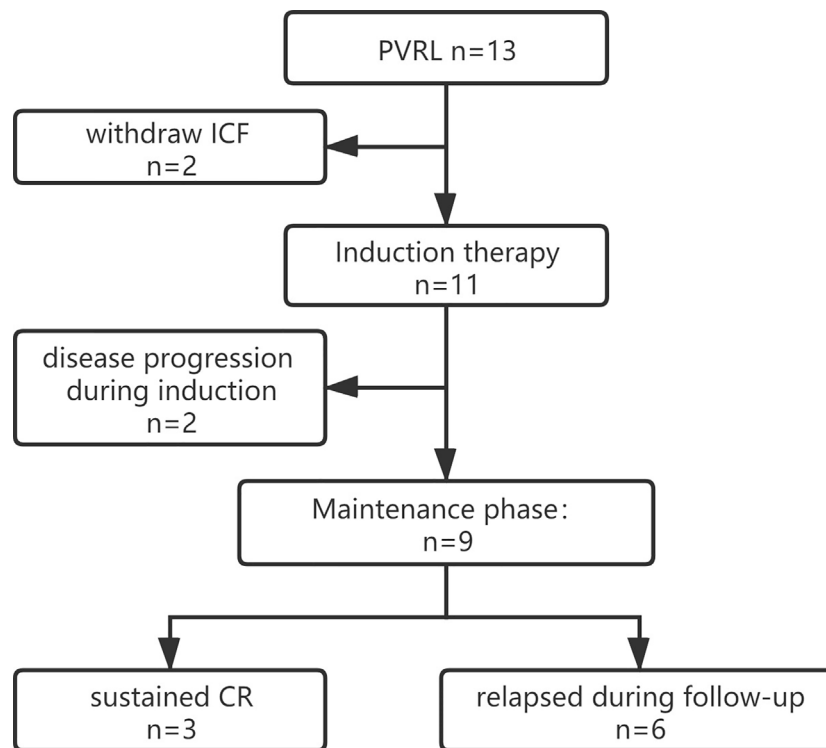 PVRL n=13
withdraw ICF
n=2
Induction therapy
n=11
disease progression
during induction
n=2
Maintenance phase：
n=9
sustained CR
n=3
relapsed during follow-up
n=6